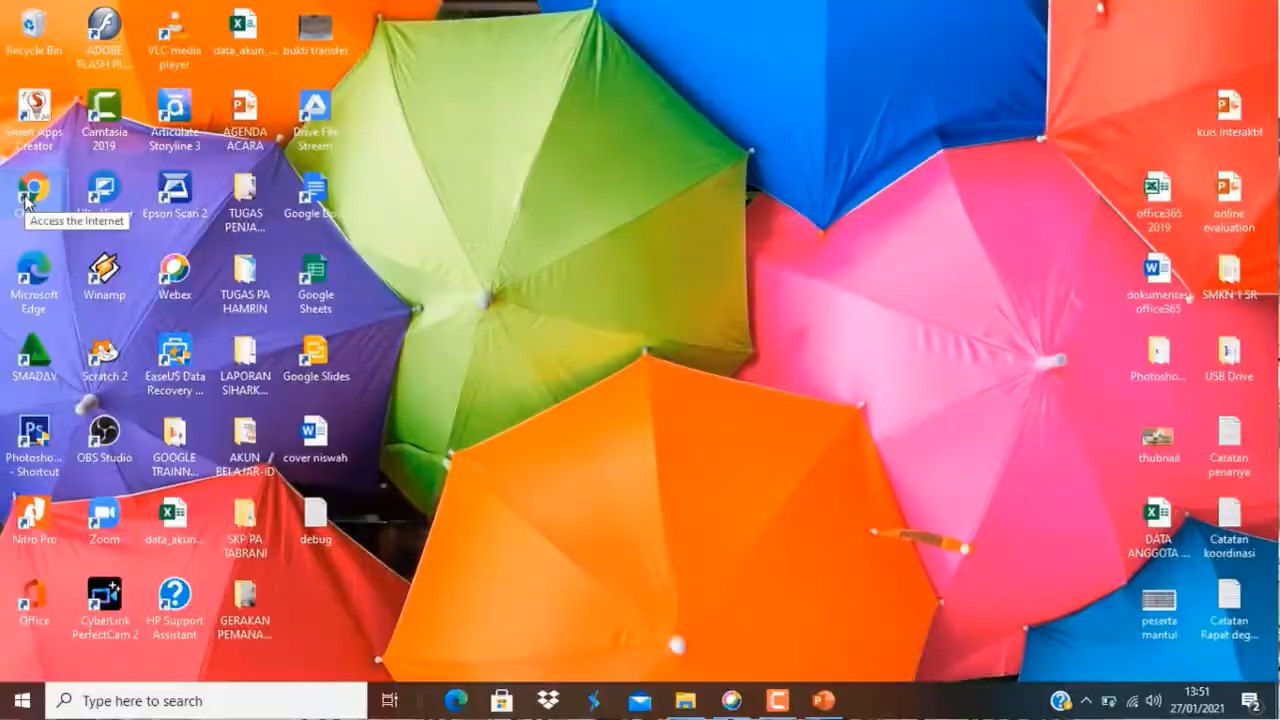 Recycle Bin
ADOBE
FLASH PL...
VLC media
player
data_akun_...
bukti transfer
Smart Apps
Creator
Camtasia
2019
Articulate
Storyline 3
AGENDA
ACARA
Drive File
Stream
kuis interaktif
Access the Internet
Epson Scan 2
TUGAS
PENJA...
office365
2019
online
evaluation
Microsoft
Edge
Winamp
Webex
TUGAS PA
HAMRIN
Google
Sheets
dokumentasi
office365
SMKN 1 SR
SMADAV
Scratch 2
EaseUS Data
Recovery ...
LAPORAN
SIHARK...
Google Slides
Photosho...
USB Drive
Photosho...
- Shortcut
OBS Studio
GOOGLE
TRAINN...
AKUN
BELAJAR-ID
cover niswah
thubnail
Catatan
penanya
Nitro Pro
Zoom
data_akun...
SKP PA
TABRANI
debug
DATA
ANGGOTA ...
Catatan
koordinasi
Office
CyberLink
PerfectCam 2
HP Support
Assistant
GERAKAN
PEMANA...
peserta
mantul
Catatan
Rapat deg...
Type here to search
13:51
27/01/2021
2